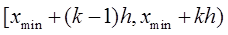 [x_min + (k − 1)h, x_min + kh)